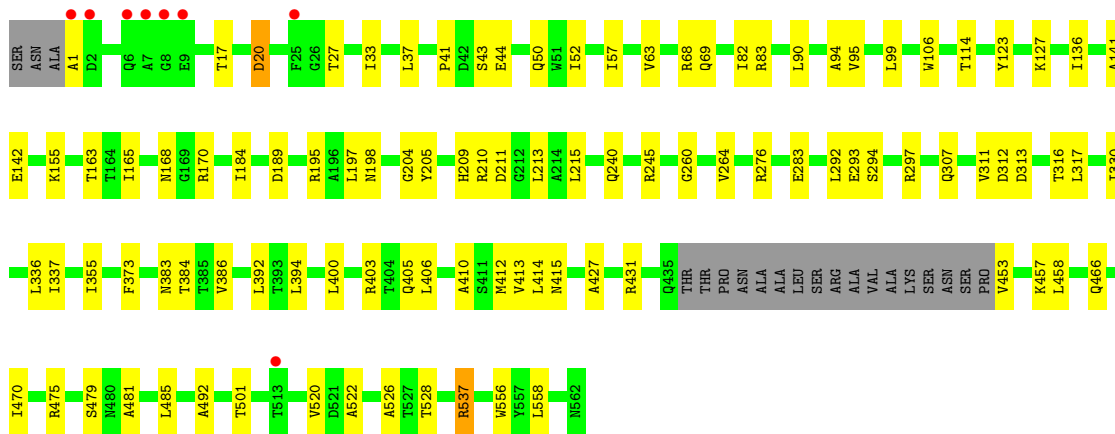 SER ASN ALA A1 D2 Q6 A7 G8 E9 T17 D20 F25 G26 T27 I33 L37 P41 D42 S43 E44 Q50 W51 I52 I57 V63 R68 Q69 I82 R83 L90 A94 V95 L99 W106 T114 Y123 K127 I136 A141
E142 K155 T163 T164 I165 N168 G169 R170 I184 D189 R195 A196 L197 N198 G204 Y205 H209 R210 D211 G212 L213 A214 L215 Q240 R245 G260 V264 R276 E283 L292 E293 S294 R297 Q307 V311 D312 D313 T316 L317 I330
L336 I337 I355 F373 N383 T384 T385 V386 L392 T393 L394 L400 R403 T404 Q405 L406 A410 S411 M412 V413 L414 N415 A427 R431 Q435 THR THR PRO ASN ALA ALA LEU SER ARG ALA VAL ALA LYS SER ASN SER PRO V453 K457 L458 Q466
I470 R475 S479 N480 A481 L485 A492 T501 T513 V520 D521 A522 A526 T527 T528 R537 W556 Y557 L558 N562